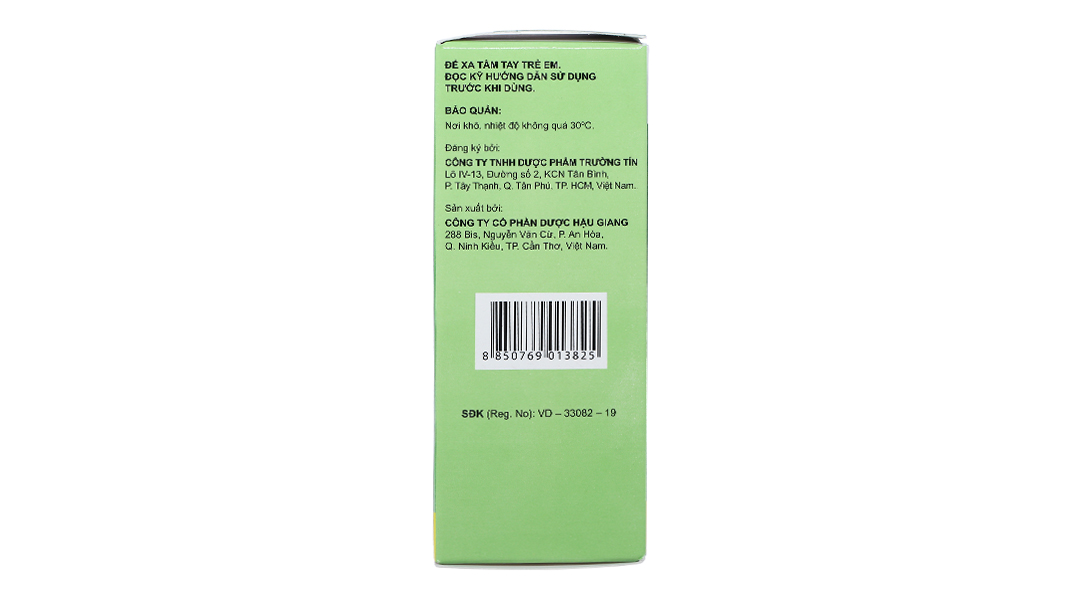 ĐỂ XA TẦM TAY TRẺ EM.
ĐỌC KỸ HƯỚNG DẪN SỬ DỤNG
TRƯỚC KHI DÙNG.
BẢO QUẢN:
Nơi khô, nhiệt độ không quá 30°C.
Đăng ký bởi:
CÔNG TY TNHH DƯỢC PHẨM TRƯỜNG TÍN
Lô IV-13, Đường số 2, KCN Tân Bình,
P. Tây Thạnh, Q. Tân Phú, TP. HCM, Việt Nam.
Sản xuất bởi:
CÔNG TY CỔ PHẦN DƯỢC HẬU GIANG
288 Bis, Nguyễn Văn Cừ, P. An Hòa,
Q. Ninh Kiều, TP. Cần Thơ, Việt Nam.
8 850769 013825
SĐK (Reg. No): VD – 33082 – 19